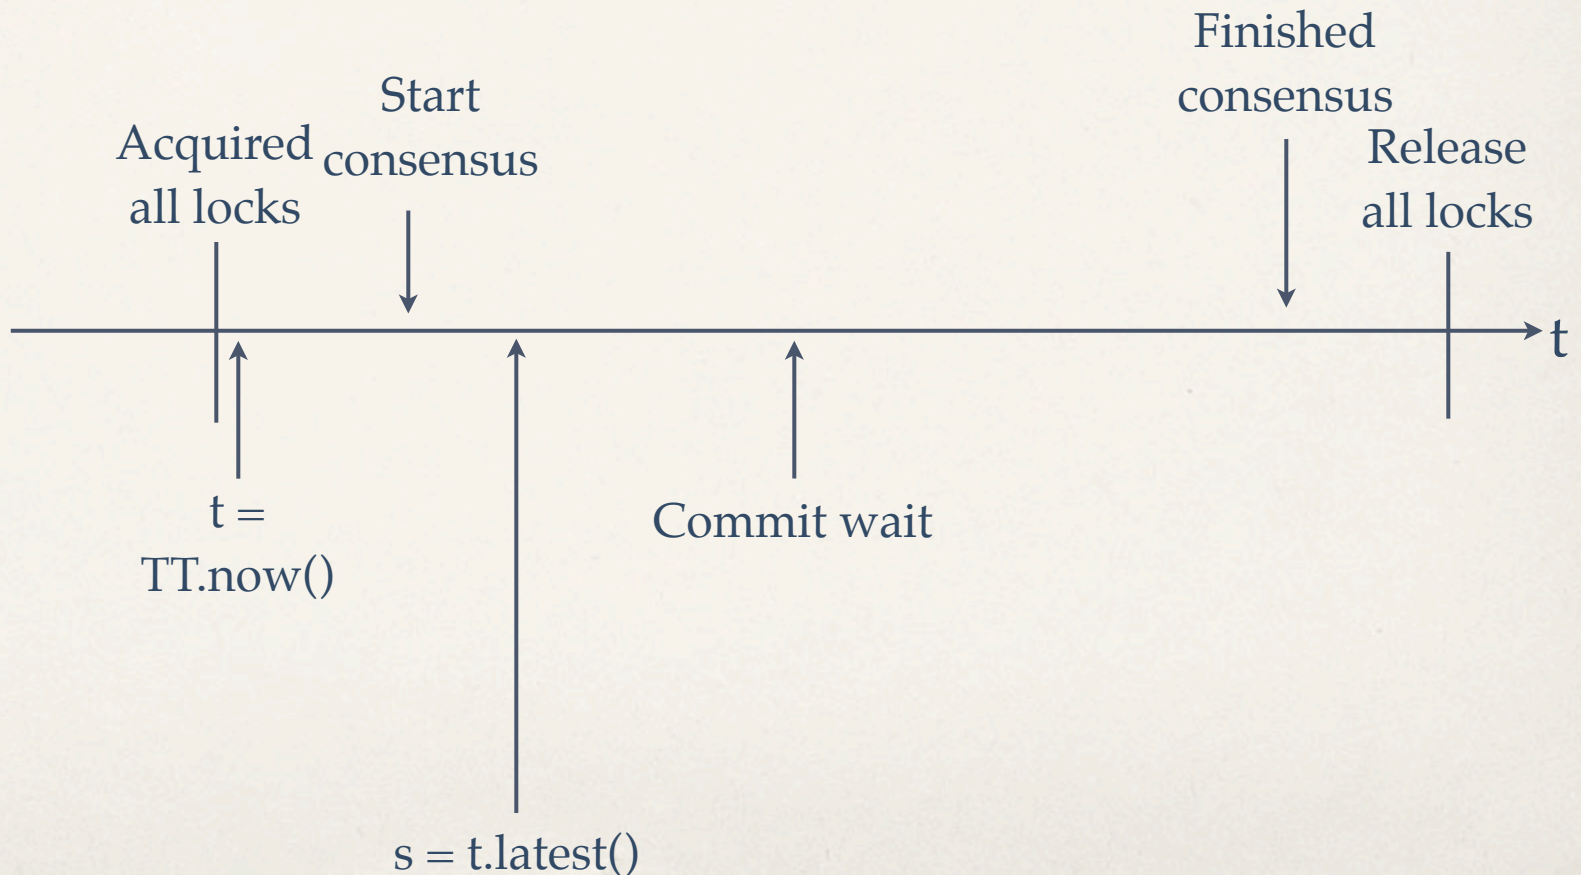 Acquired
all locks
Start
consensus
Finished
consensus
Release
all locks
t
t =
TT.now()
Commit wait
s = t.latest()